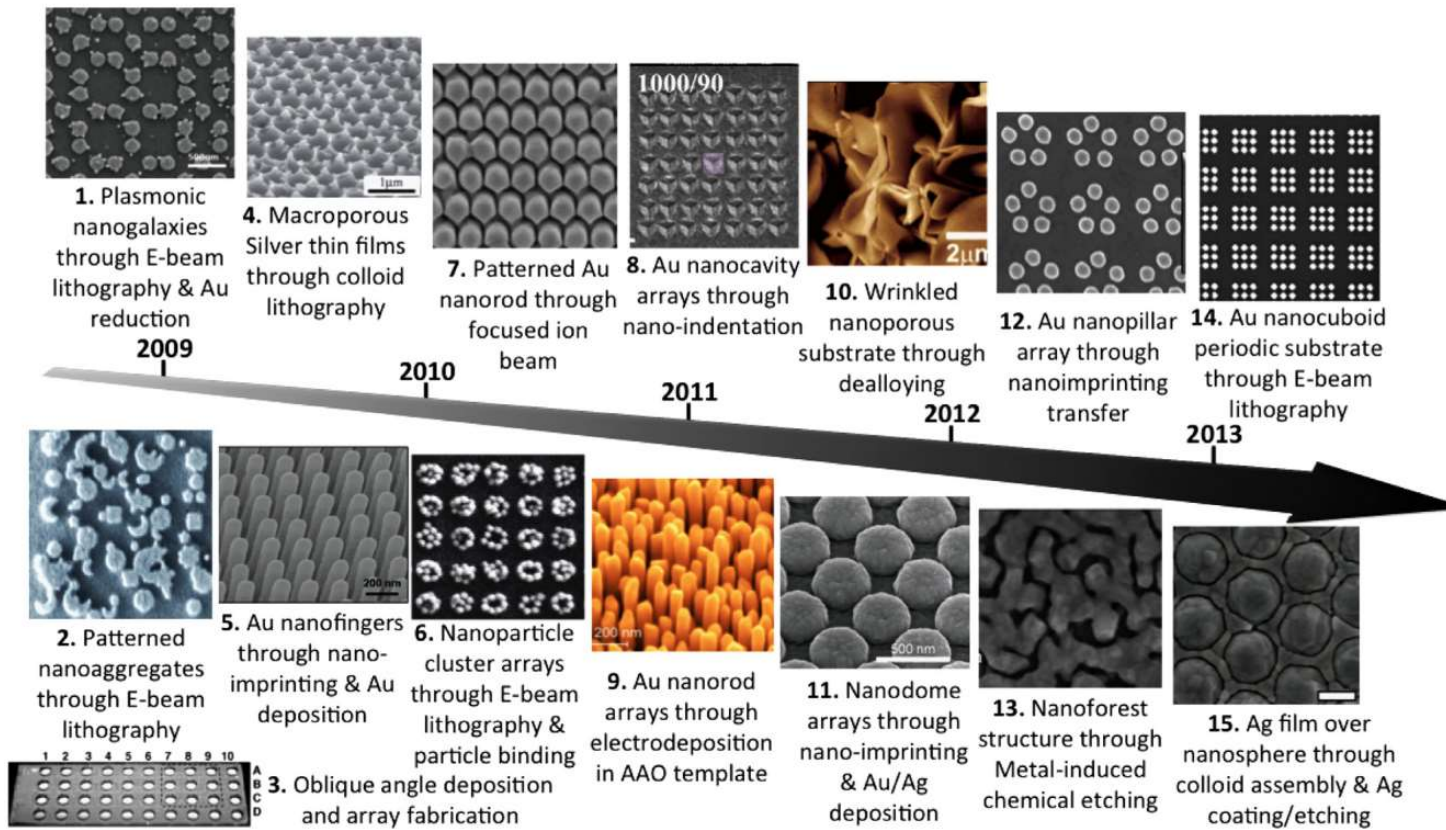 500nm
1. Plasmonic
nanogalaxies
through E-beam
lithography & Au
reduction
1µm
4. Macroporous
Silver thin films
through colloid
lithography
7. Patterned Au
nanorod through
focused ion
beam
1000/90
8. Au nanocavity
arrays through
nano-indentation
2µm
10. Wrinkled
nanoporous
substrate through
dealloying
12. Au nanopillar
array through
nanoimprinting
transfer
14. Au nanocuboid
periodic substrate
through E-beam
lithography
2009
2010
2011
2012
2013
2. Patterned
nanoaggregates
through E-beam
lithography
1 2 3 4 5 6 7 8 9 10
A
B
C
D
3. Oblique angle deposition
and array fabrication
200 nm
5. Au nanofingers
through nano-
imprinting & Au
deposition
6. Nanoparticle
cluster arrays
through E-beam
lithography &
particle binding
200 nm
9. Au nanorod
arrays through
electrodeposition
in AAO template
500 nm
11. Nanodome
arrays through
nano-imprinting
& Au/Ag
deposition
13. Nanoforest
structure through
Metal-induced
chemical etching
15. Ag film over
nanosphere through
colloid assembly & Ag
coating/etching